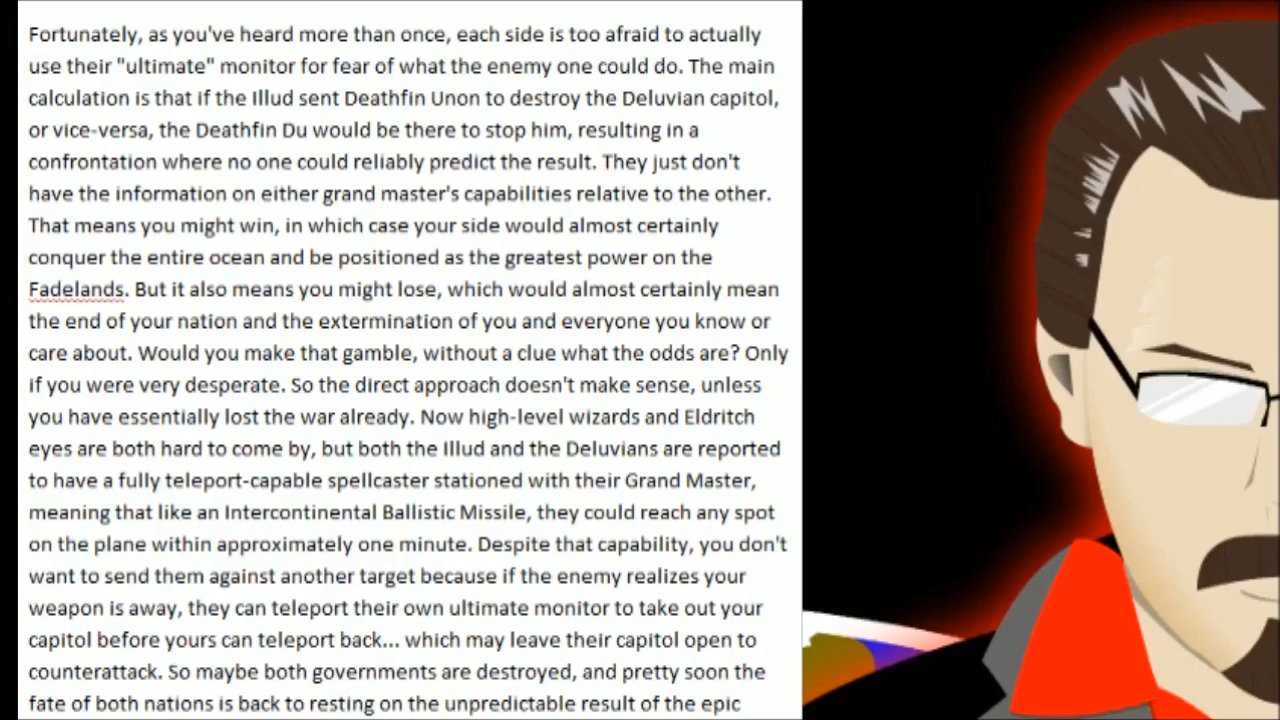 Fortunately, as you've heard more than once, each side is too afraid to actually
use their "ultimate" monitor for fear of what the enemy one could do. The main
calculation is that if the Illud sent Deathfin Unon to destroy the Deluvian capitol,
or vice-versa, the Deathfin Du would be there to stop him, resulting in a
confrontation where no one could reliably predict the result. They just don't
have the information on either grand master's capabilities relative to the other.
That means you might win, in which case your side would almost certainly
conquer the entire ocean and be positioned as the greatest power on the
Fadelands. But it also means you might lose, which would almost certainly mean
the end of your nation and the extermination of you and everyone you know or
care about. Would you make that gamble, without a clue what the odds are? Only
if you were very desperate. So the direct approach doesn't make sense, unless
you have essentially lost the war already. Now high-level wizards and Eldritch
eyes are both hard to come by, but both the Illud and the Deluvians are reported
to have a fully teleport-capable spellcaster stationed with their Grand Master,
meaning that like an Intercontinental Ballistic Missile, they could reach any spot
on the plane within approximately one minute. Despite that capability, you don't
want to send them against another target because if the enemy realizes your
weapon is away, they can teleport their own ultimate monitor to take out your
capitol before yours can teleport back... which may leave their capitol open to
counterattack. So maybe both governments are destroyed, and pretty soon the
fate of both nations is back to resting on the unpredictable result of the epic